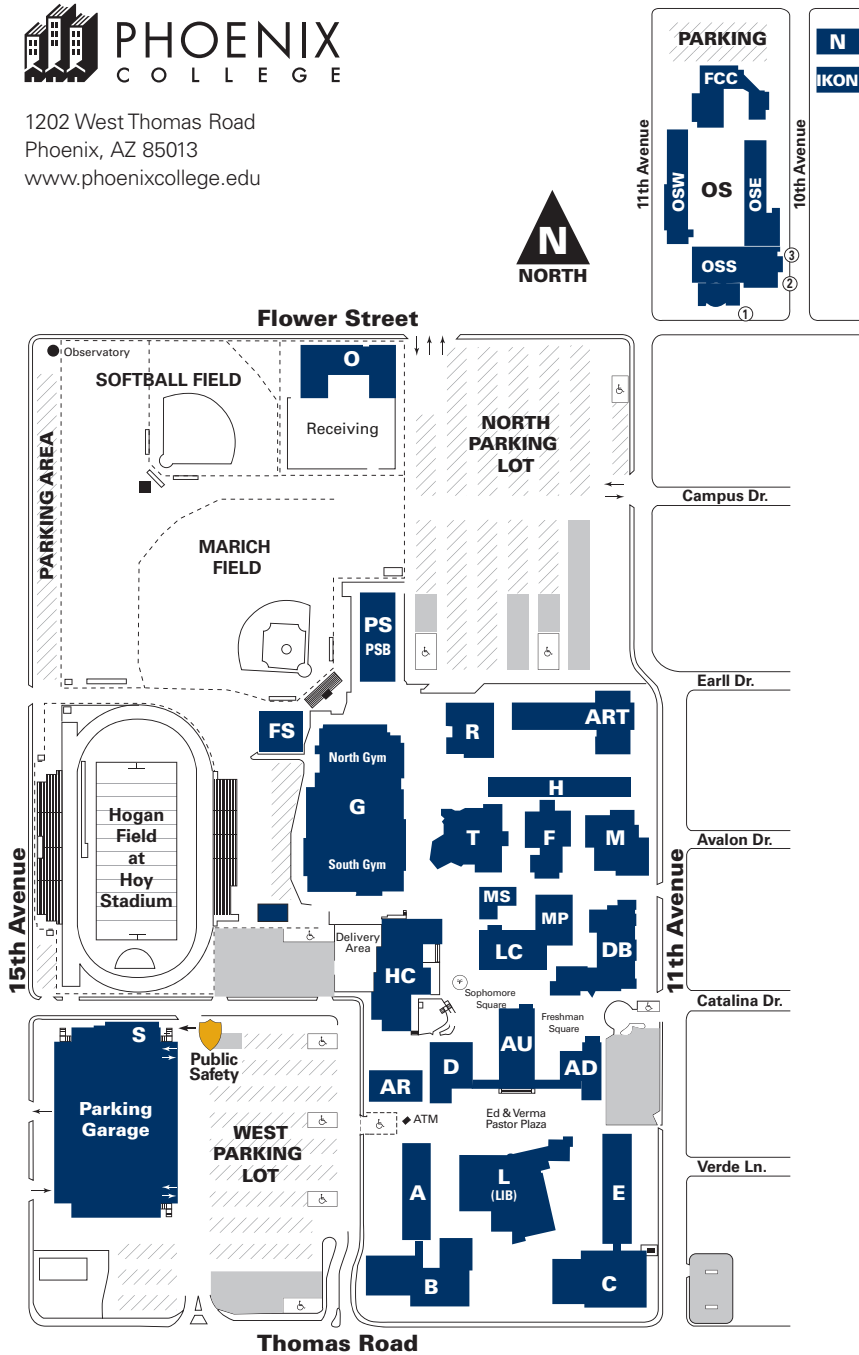 PHOENIX
COLLEGE
1202 West Thomas Road
Phoenix, AZ 85013
www.phoenixcollege.edu
N
NORTH
PARKING
FCC
11th Avenue
OSW
OS
OSE
10th Avenue
OSS
3
2
1
N
IKON
Flower Street
Observatory
SOFTBALL FIELD
O
Receiving
PARKING AREA
NORTH
PARKING
LOT
Campus Dr.
MARICH
FIELD
PS
PSB
Earll Dr.
FS
R
ART
North Gym
G
South Gym
H
T
F
M
Avalon Dr.
Hogan
Field
at
Hoy
Stadium
15th Avenue
11th Avenue
MS
MP
LC
DB
Delivery
Area
HC
Sophomore
Square
Freshman
Square
Catalina Dr.
S
Public
Safety
AU
D
AD
AR
Parking
Garage
ATM
Ed & Verma
Pastor Plaza
WEST
PARKING
LOT
A
L
(LIB)
E
Verde Ln.
B
C
Thomas Road